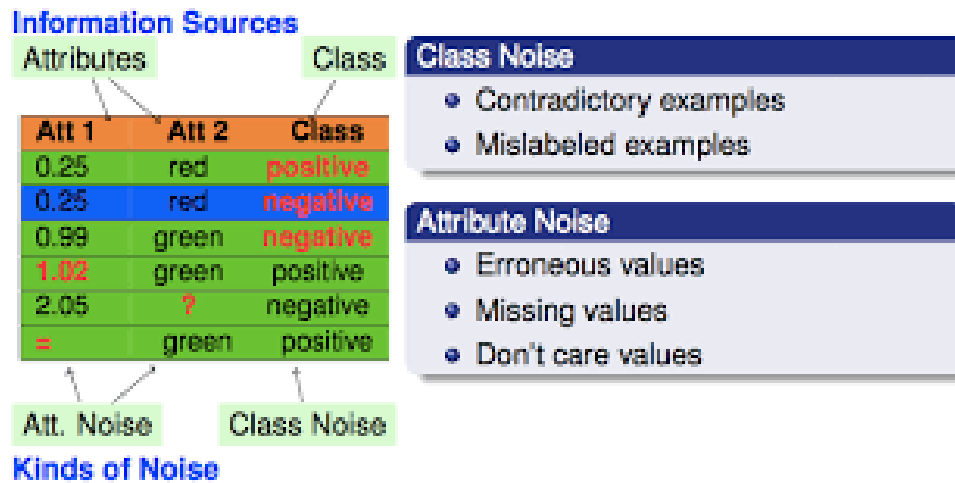 Information Sources
Attributes Class
Att 1 Att 2 Class
0.25 red positive
0.25 red negative
0.99 green negative
1.02 green positive
2.05 ? negative
= green positive
Att. Noise Class Noise
Kinds of Noise
Class Noise
Contradictory examples
Mislabeled examples
Attribute Noise
Erroneous values
Missing values
Don't care values